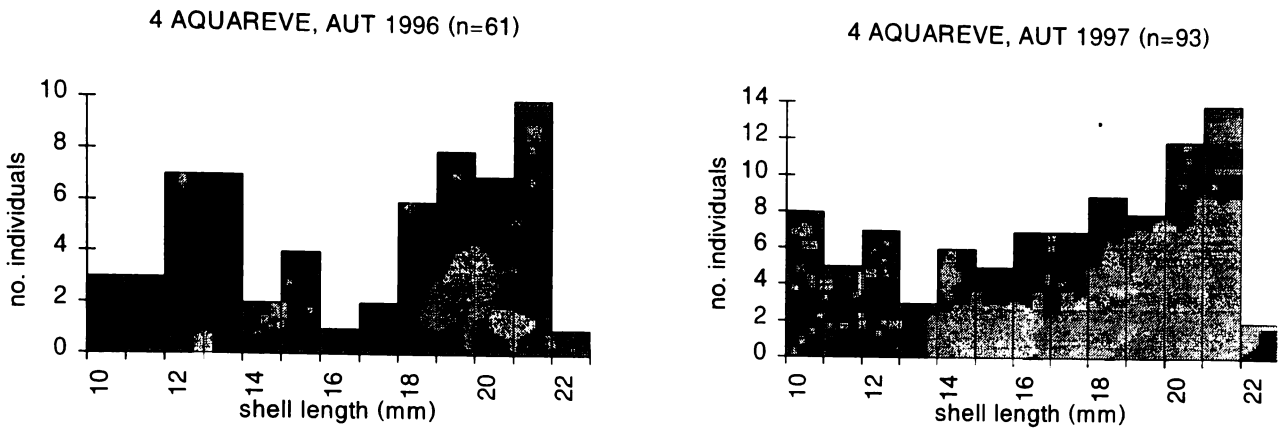 4 AQUAREVE, AUT 1996 (n=61)
10
8
6
4
2
0
no. individuals
10 12 14 16 18 20 22
shell length (mm)
4 AQUAREVE, AUT 1997 (n=93)
14
12
10
8
6
4
2
0
no. individuals
10 12 14 16 18 20 22
shell length (mm)